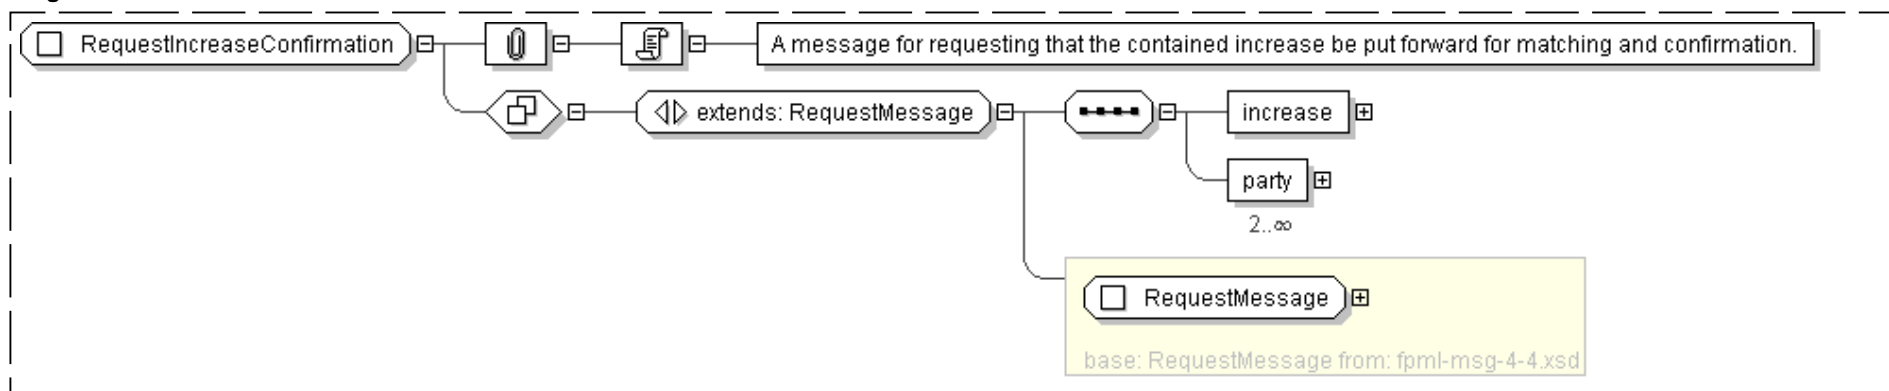 RequestIncreaseConfirmation
A message for requesting that the contained increase be put forward for matching and confirmation.
extends: RequestMessage
increase
party
2..∞
RequestMessage
base: RequestMessage from: fpml-msg-4-4.xsd